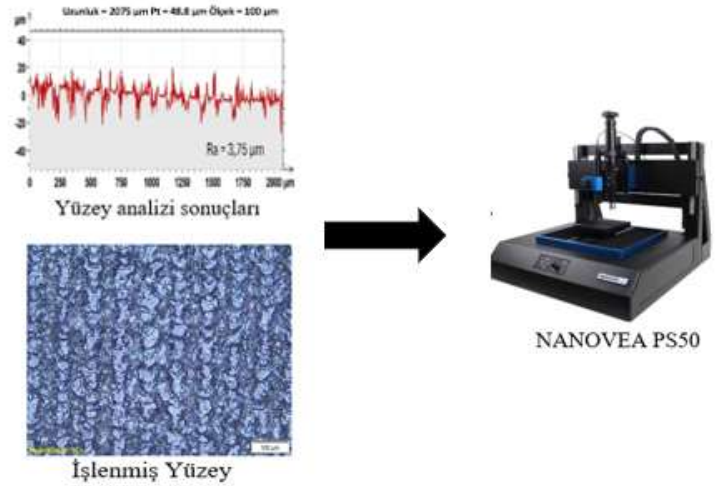 Uzunluk = 2075 µm Pt = 48.8 µm Ölçek = 100 µm
µm
40
20
0
-20
-40
Ra = 3,75 µm
0 250 500 750 1000 1250 1500 1750 2000 µm
Yüzey analizi sonuçları
NANOVEA PS50
İşlenmiş Yüzey